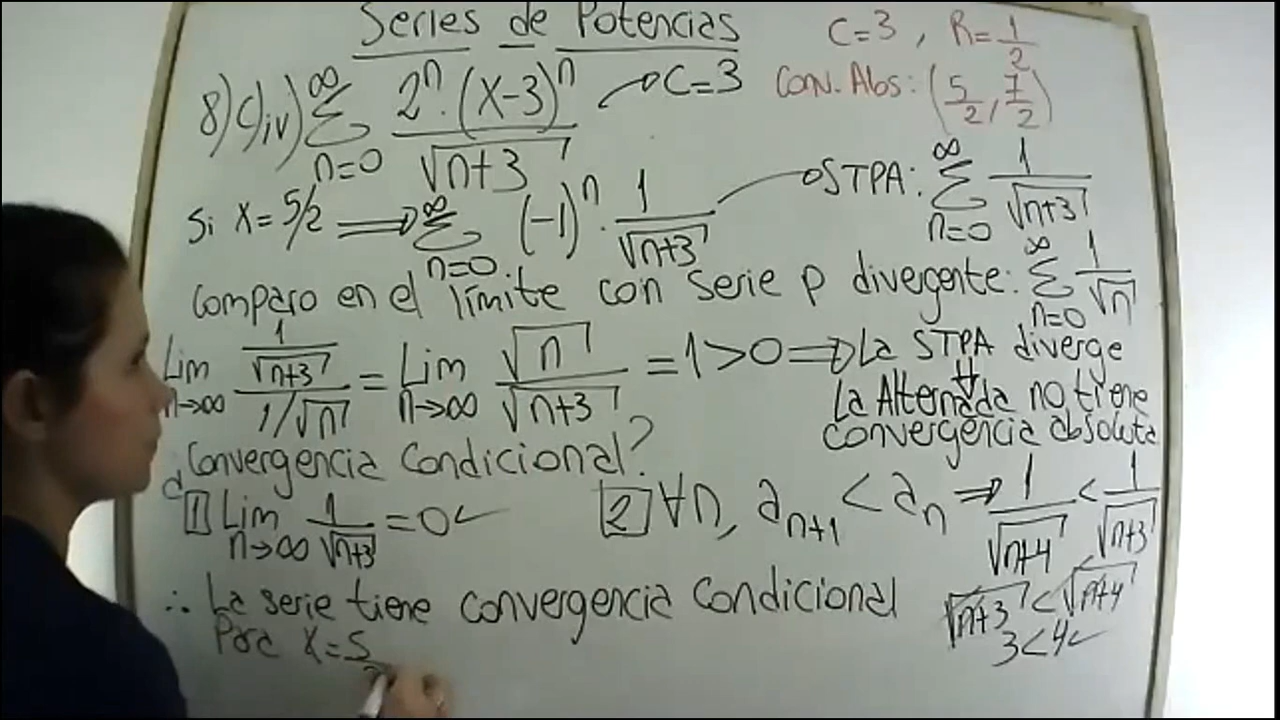 Series de Potencias
C=3, R=1/2
8)c)iv) ∞ Σ n=0 2^n·(x-3)^n / √(n+3) → C=3
Con. Abs: (5/2, 7/2)
Si x=5/2 ⟹ ∞ Σ n=0 (-1)^n · 1/√(n+3) → STPA: ∞ Σ n=0 1/√(n+3)
Comparo en el límite con serie p divergente: ∞ Σ n=0 1/√n
Lim n→∞ (1/√(n+3))/(1/√n) = Lim n→∞ √n/√(n+3) = 1 > 0 ⟹ La STPA diverge
⇓
La Alternada no tiene
convergencia absoluta
¿Convergencia Condicional?
1 Lim n→∞ 1/√(n+3) = 0 ✓
2 ∀n, a_{n+1} < a_n ⟹ 1/√(n+4) < 1/√(n+3)
√(n+3) < √(n+4)
3<4 ✓
∴ La serie tiene convergencia Condicional
Para x=5